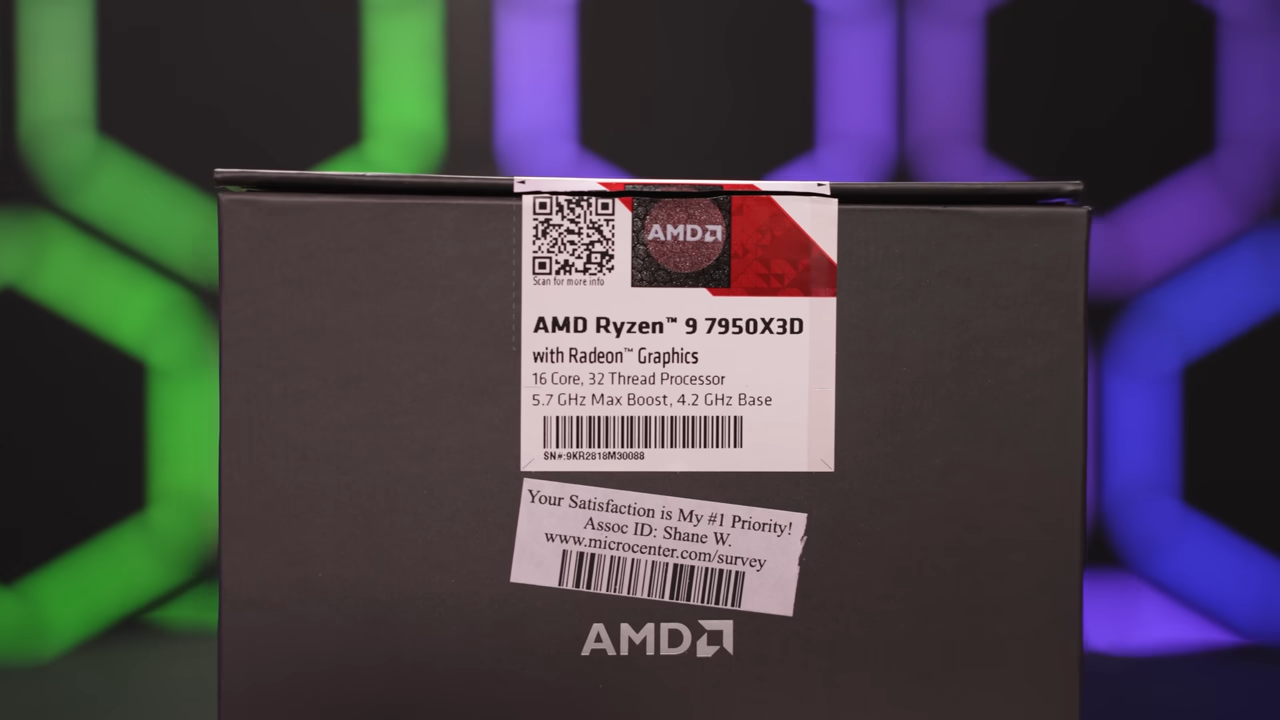 AMD
Scan for more info
AMD Ryzen™ 9 7950X3D
with Radeon™ Graphics
16 Core, 32 Thread Processor
5.7 GHz Max Boost, 4.2 GHz Base
SN#:9KR2818M30088
Your Satisfaction is My #1 Priority!
Assoc ID: Shane W.
www.microcenter.com/survey
AMD